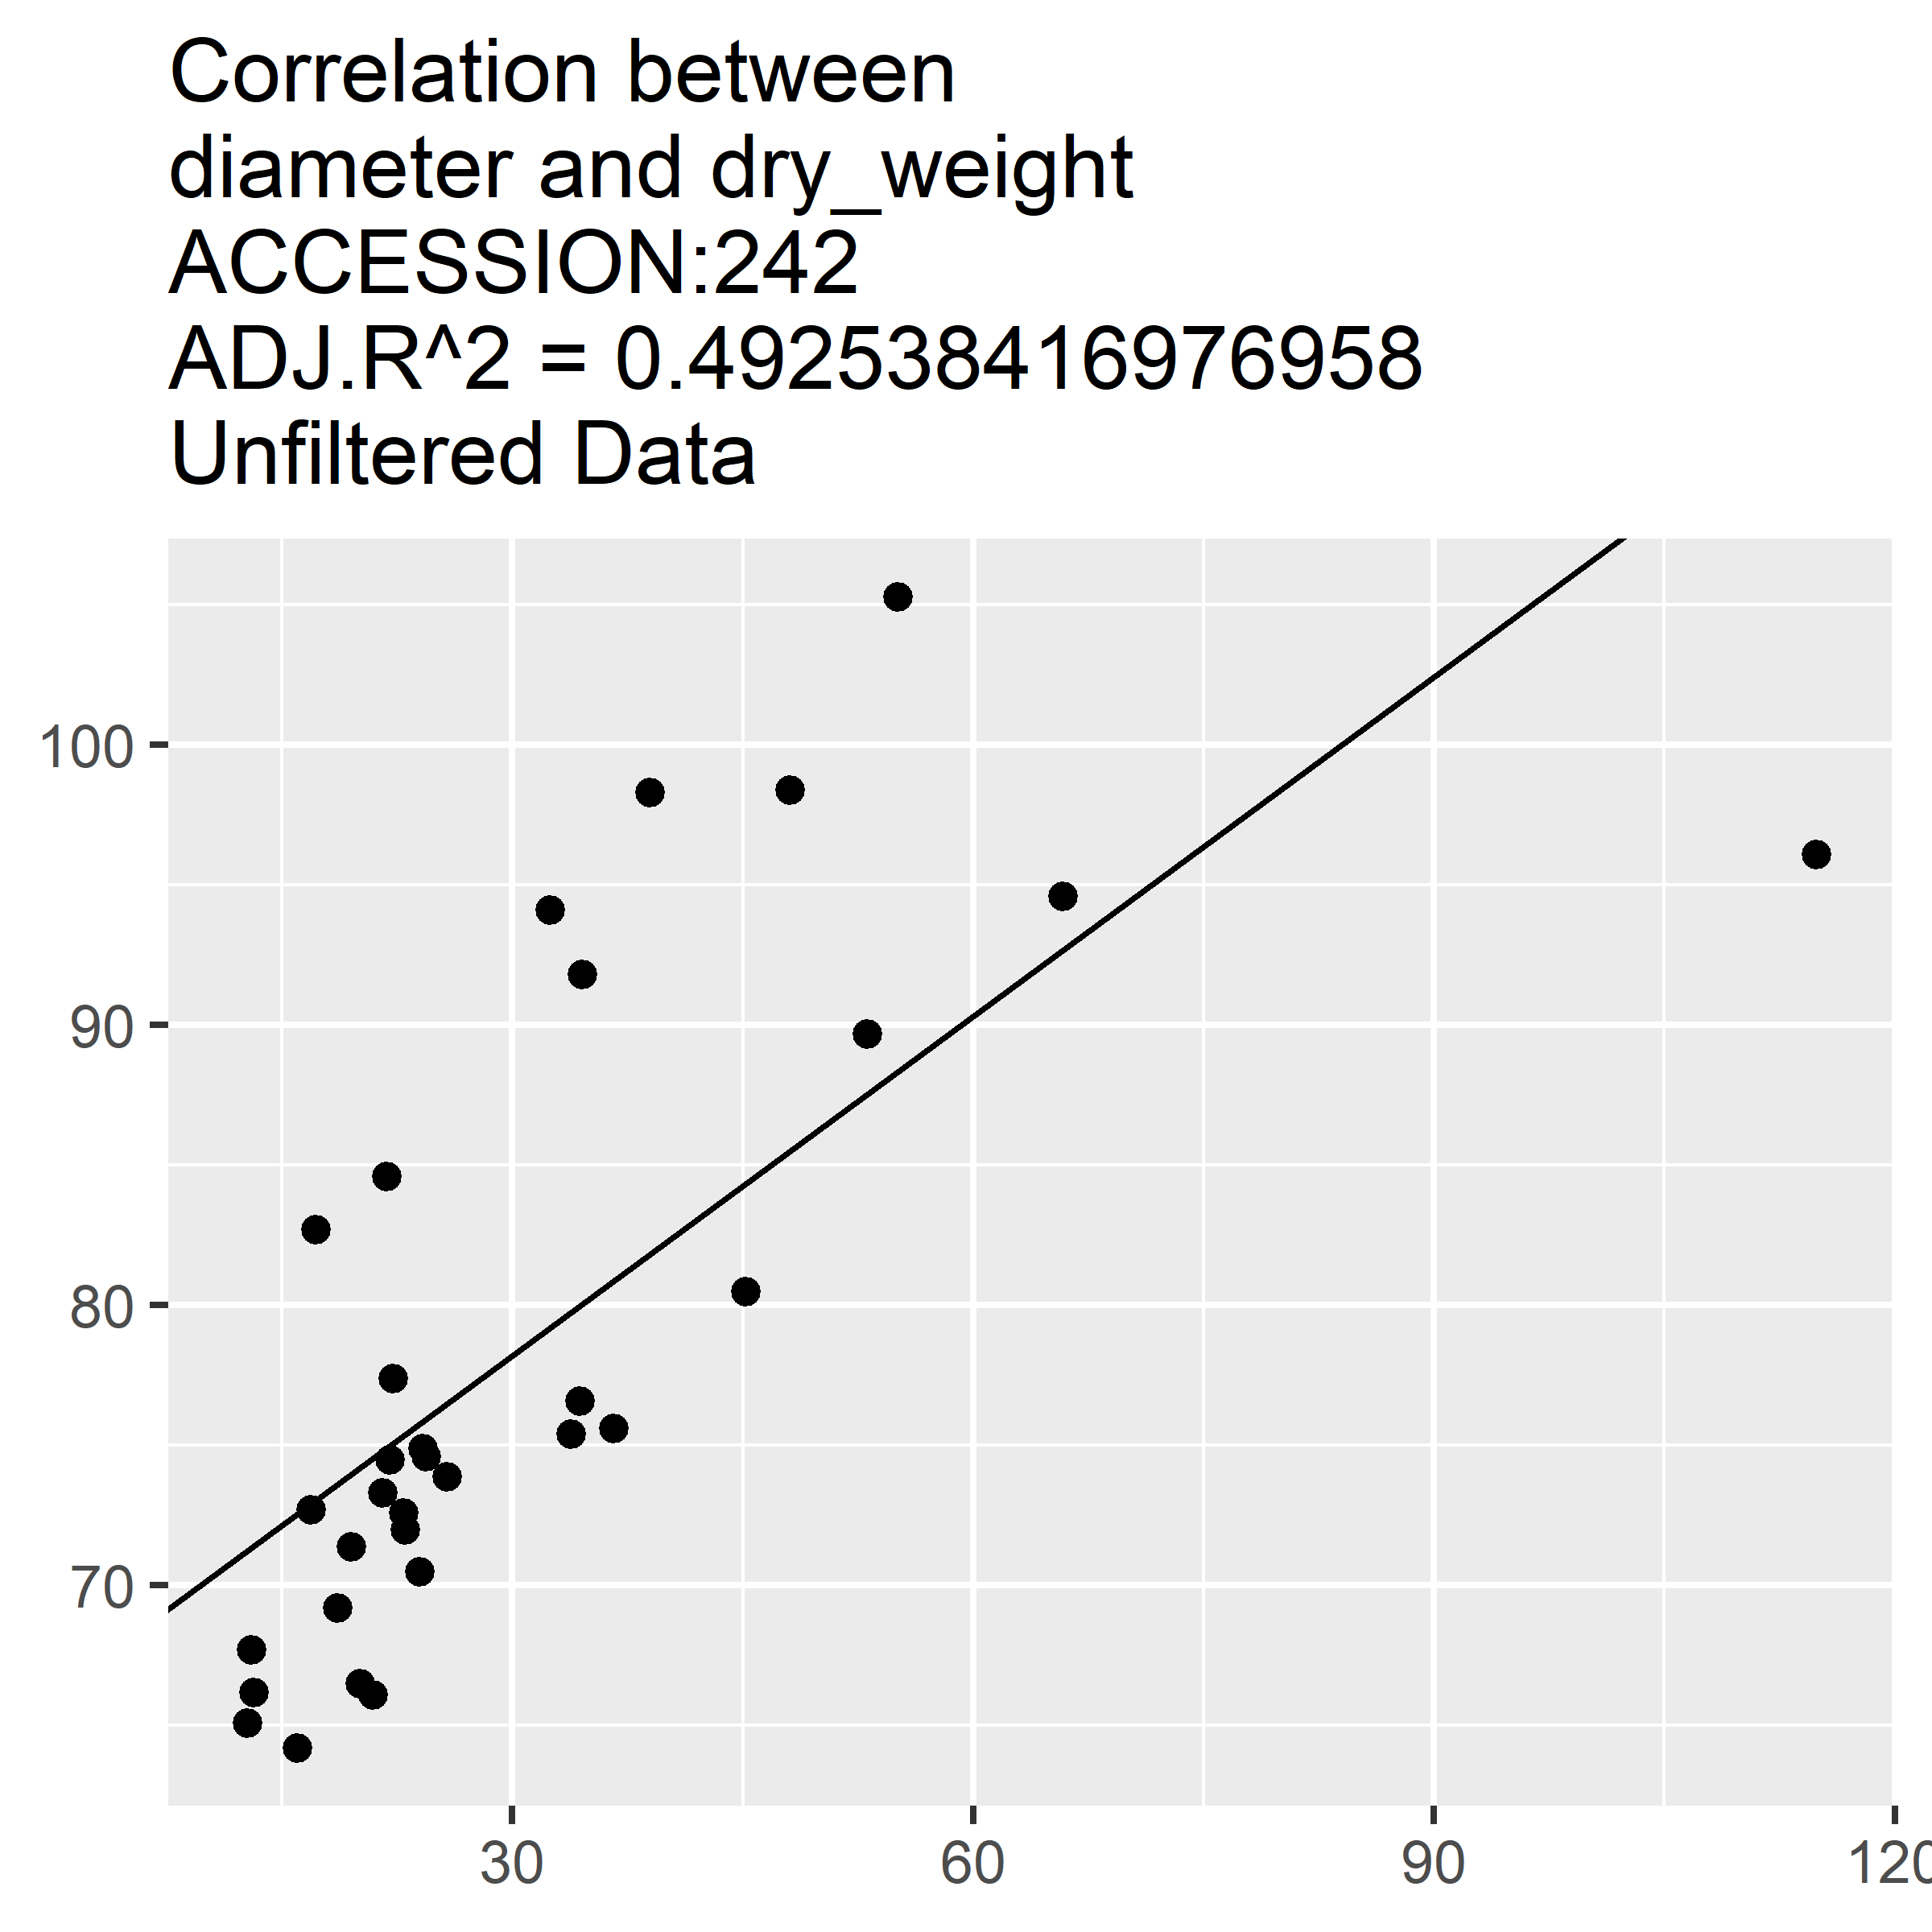 Correlation between
diameter and dry_weight
ACCESSION:242
ADJ.R^2 = 0.492538416976958
Unfiltered Data
100
90
80
70
30
60
90
120